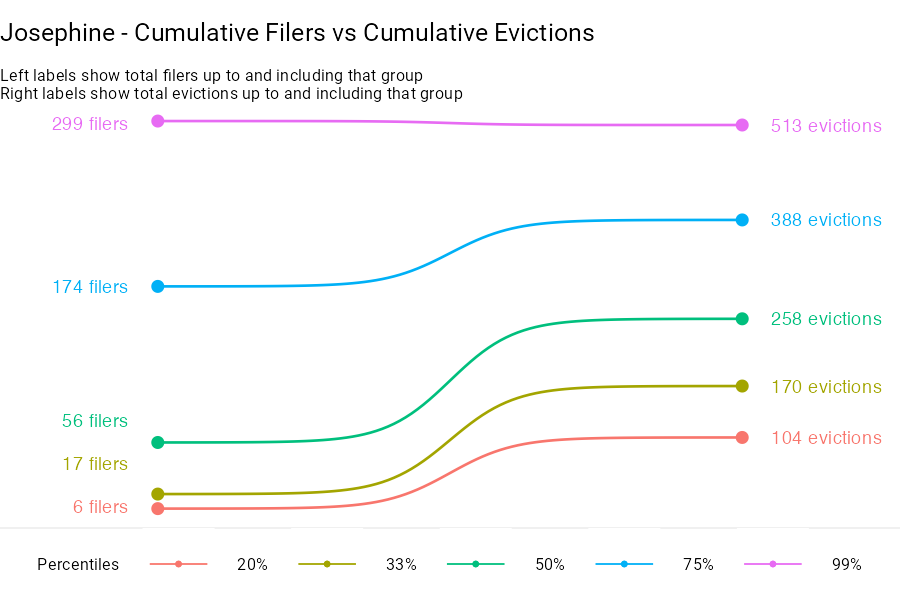 Josephine - Cumulative Filers vs Cumulative Evictions
Left labels show total filers up to and including that group
Right labels show total evictions up to and including that group
299 filers
513 evictions
388 evictions
174 filers
258 evictions
170 evictions
56 filers
104 evictions
17 filers
6 filers
Percentiles 20% 33% 50% 75% 99%